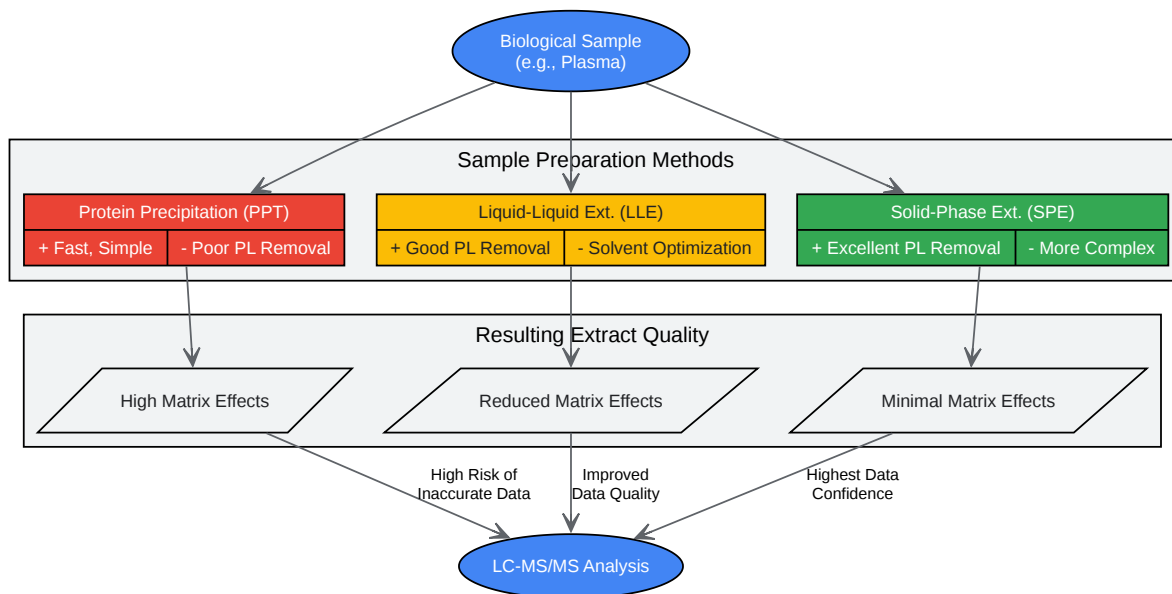 Biological Sample
(e.g., Plasma)
Sample Preparation Methods
Protein Precipitation (PPT)
+ Fast, Simple
- Poor PL Removal
Liquid-Liquid Ext. (LLE)
+ Good PL Removal
- Solvent Optimization
Solid-Phase Ext. (SPE)
+ Excellent PL Removal
- More Complex
Resulting Extract Quality
High Matrix Effects
Reduced Matrix Effects
Minimal Matrix Effects
High Risk of
Inaccurate Data
Improved
Data Quality
Highest Data
Confidence
LC-MS/MS Analysis